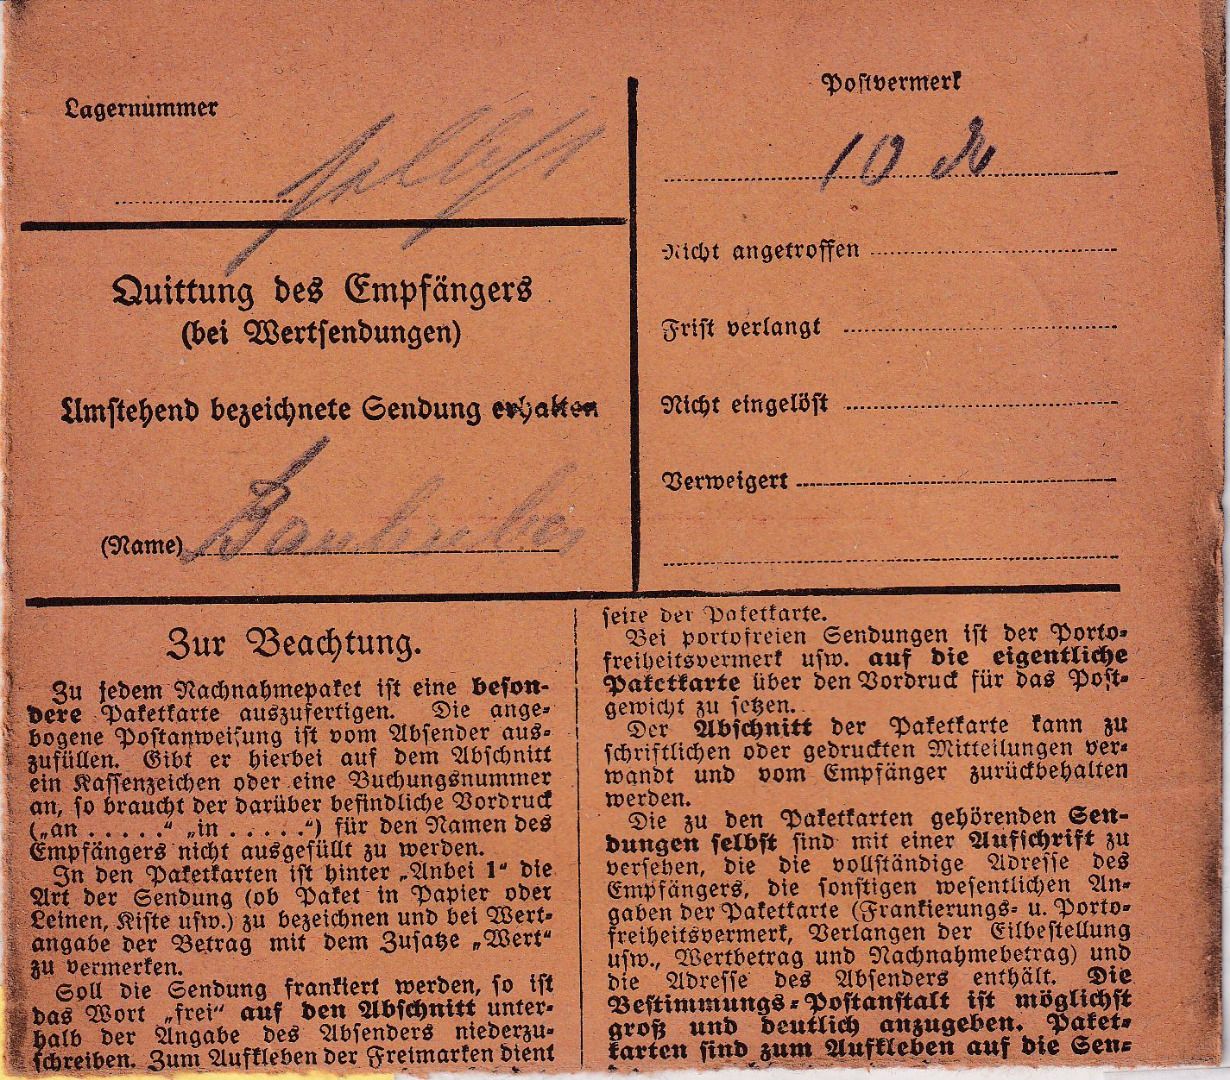 Lagernummer
selbst
Quittung des Empfängers
(bei Wertsendungen)
Umstehend bezeichnete Sendung erhalten
(Name)
Postvermerk
10
Nicht angetroffen
Frist verlangt
Nicht eingelöst
Verweigert
Zur Beachtung.
Zu jedem Nachnahmepaket ist eine beson-
dere Paketkarte auszufertigen. Die ange-
bogene Postanweisung ist vom Absender aus-
zufüllen. Gibt er hierbei auf dem Abschnitt
ein Kassenzeichen oder eine Buchungsnummer
an, so braucht der darüber befindliche Vordruck
(„an . . . . .“ „in . . . . .“) für den Namen des
Empfängers nicht ausgefüllt zu werden.
In den Paketkarten ist hinter „Anbei 1“ die
Art der Sendung (ob Paket in Papier oder
Leinen, Kiste usw.) zu bezeichnen und bei Wert-
angabe der Betrag mit dem Zusatze „Wert“
zu vermerken.
Soll die Sendung frankiert werden, so ist
das Wort „frei“ auf den Abschnitt unter-
halb der Angabe des Absenders niederzu-
schreiben. Zum Aufkleben der Freimarken dient
seite der Paketkarte.
Bei portofreien Sendungen ist der Porto-
freiheitsvermerk usw. auf die eigentliche
Paketkarte über den Vordruck für das Post-
gewicht zu setzen.
Der Abschnitt der Paketkarte kann zu
schriftlichen oder gedruckten Mitteilungen ver-
wandt und vom Empfänger zurückbehalten
werden.
Die zu den Paketkarten gehörenden Sen-
dungen selbst sind mit einer Aufschrift zu
versehen, die die vollständige Adresse des
Empfängers, die sonstigen wesentlichen An-
gaben der Paketkarte (Frankierungs- u. Porto-
freiheitsvermerk, Verlangen der Eilbestellung
usw., Wertbetrag und Nachnahmebetrag) und
die Adresse des Absenders enthält. Die
Bestimmungs-Postanstalt ist möglichst
groß und deutlich anzugeben. Paket-
karten sind zum Aufkleben auf die Sen-